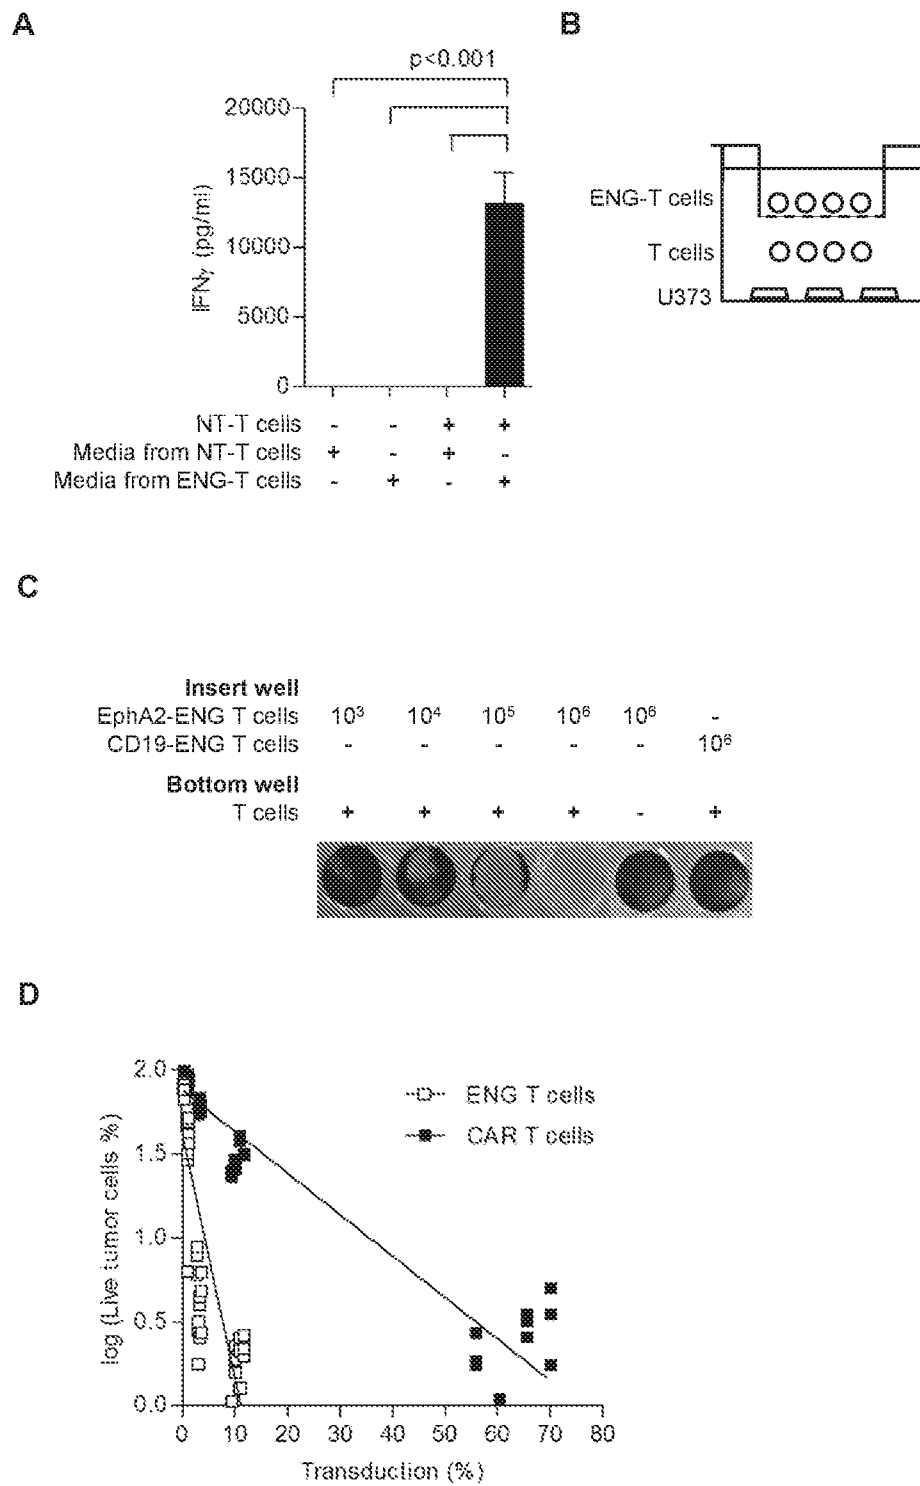 A
p<0.001
20000
15000
10000
5000
0
IFNγ (pg/ml)
NT-T cells - - + +
Media from NT-T cells + - + -
Media from ENG-T cells - + - +
B
ENG-T cells
T cells
U373
C
Insert well
EphA2-ENG T cells 10³ 10⁴ 10⁵ 10⁶ 10⁶ -
CD19-ENG T cells - - - - - 10⁶
Bottom well
T cells + + + + - +
D
2.0
1.5
1.0
0.5
0.0
log (Live tumor cells %)
ENG T cells
CAR T cells
0 10 20 30 40 50 60 70 80
Transduction (%)